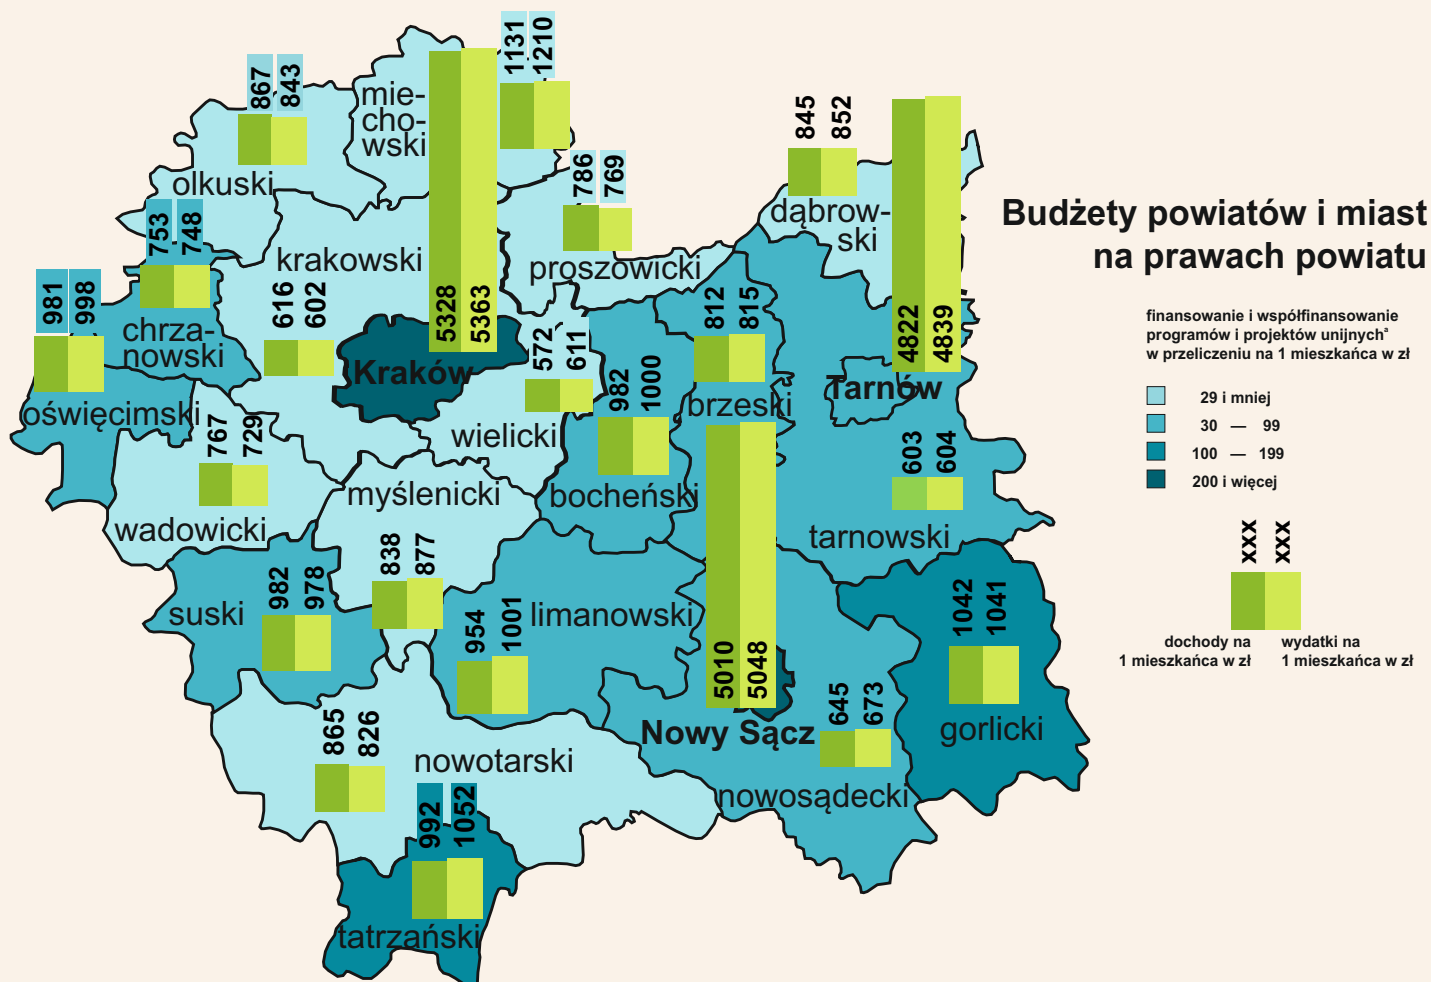 1131
1210
867
843
mie-
cho-
wski
845
852
786
769
olkuski
753
748
dąbrow-
ski
Budżety powiatów i miast
na prawach powiatu
krakowski
proszowicki
981
998
616
602
chrza-
nowski
5328
5363
572
611
812
815
4822
4839
finansowanie i współfinansowanie
programów i projektów unijnychª
w przeliczeniu na 1 mieszkańca w zł
29 i mniej
30 — 99
100 — 199
200 i więcej
Kraków
Tarnów
oświęcimski
982
1000
brzeski
767
729
wielicki
603
604
myślenicki
bocheński
wadowicki
tarnowski
838
877
xxx
xxx
dochody na
1 mieszkańca w zł
wydatki na
1 mieszkańca w zł
982
978
suski
954
1001
limanowski
1042
1041
5010
5048
645
673
Nowy Sącz
gorlicki
865
826
nowotarski
nowosądecki
992
1052
tatrzański